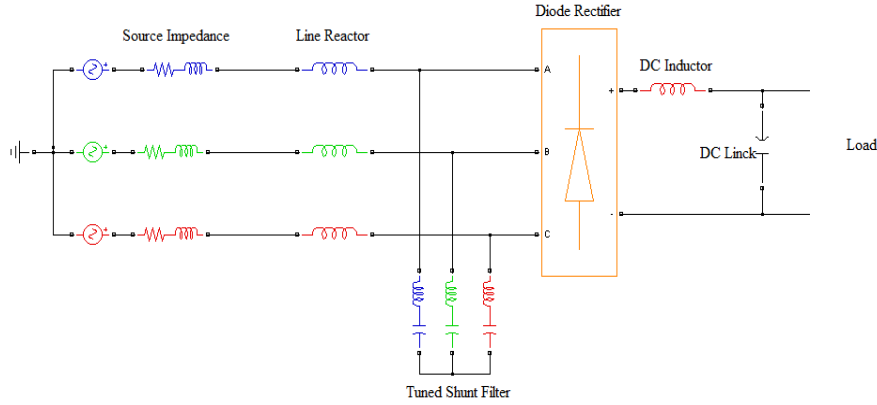 Diode Rectifier
Source Impedance
Line Reactor
DC Inductor
A
+
B
DC Linck
Load
C
-
Tuned Shunt Filter